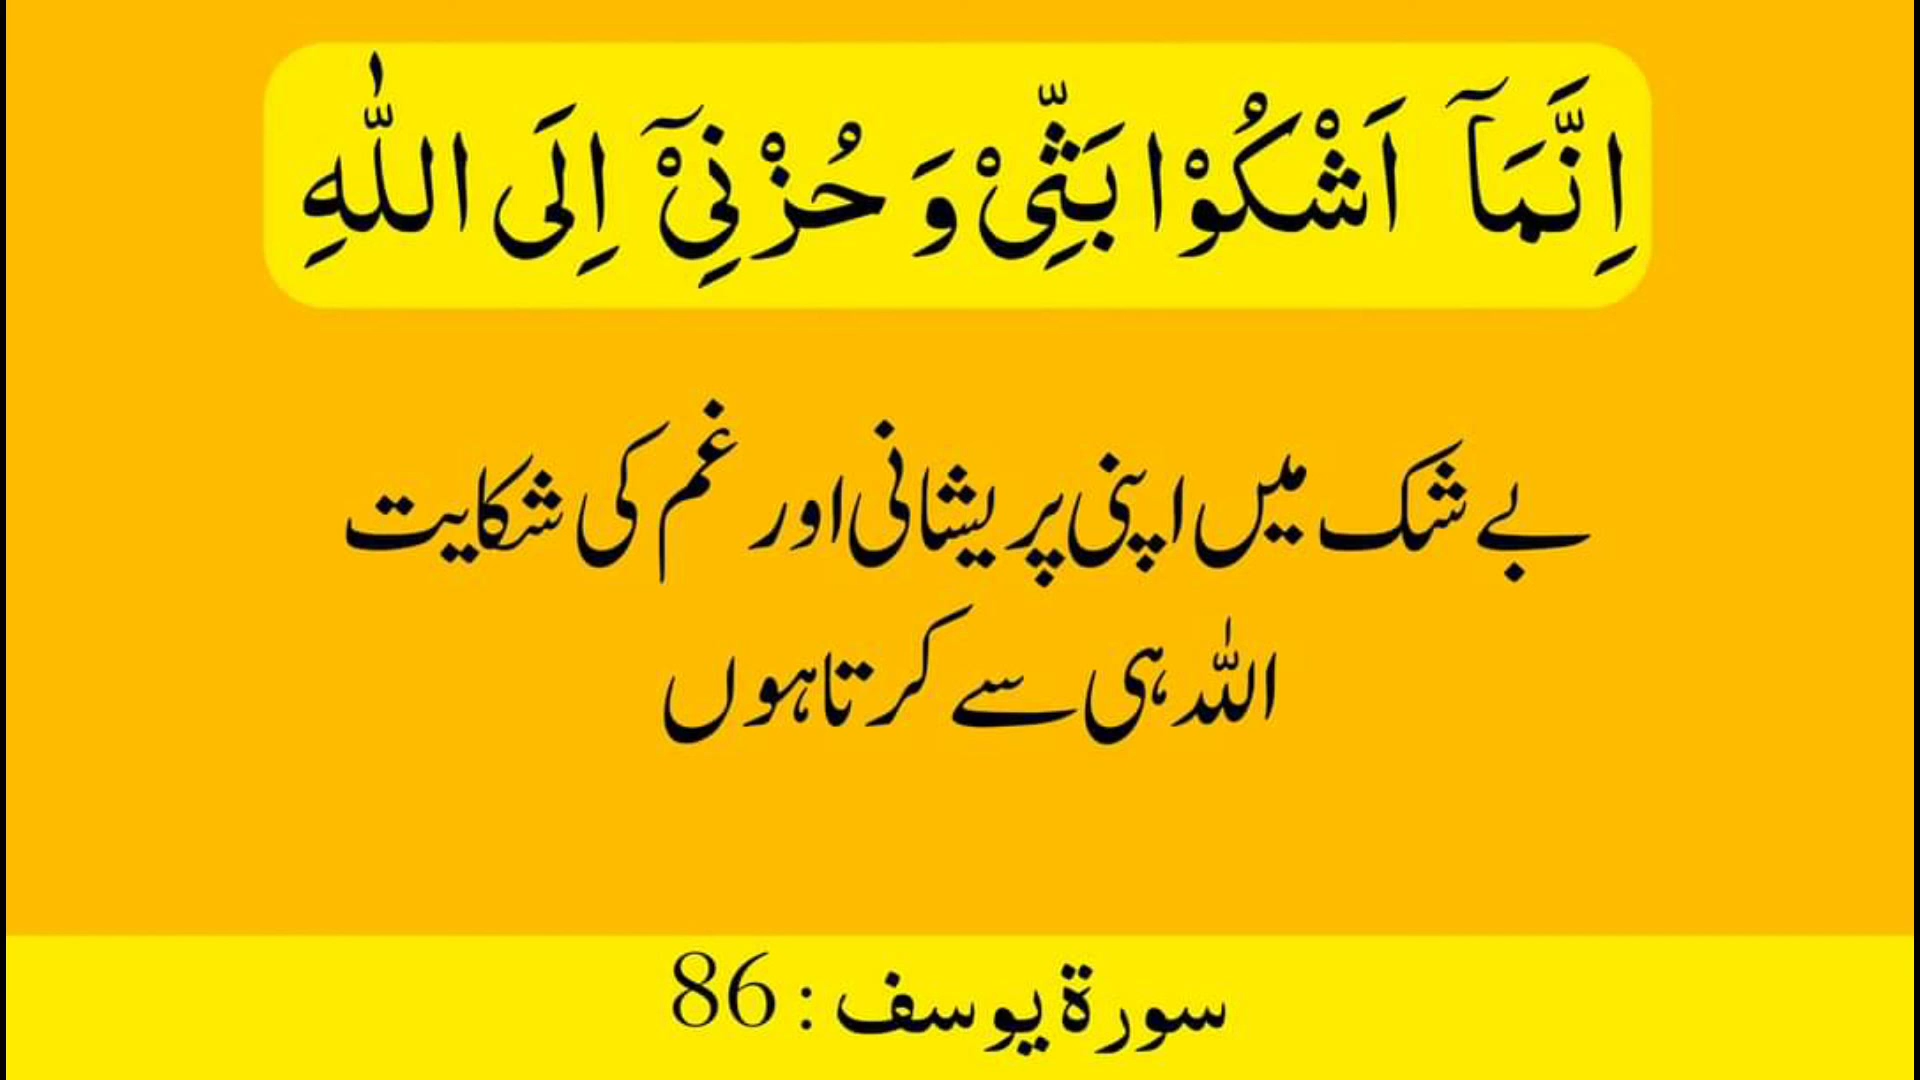 اِنَّمَآ اَشْكُوْا بَثِّیْ وَ حُزْنِیْۤ اِلَى اللّٰهِ
بے شک میں اپنی پریشانی اور غم کی شکایت
اللہ ہی سے کرتا ہوں
سورۃ یوسف : 86